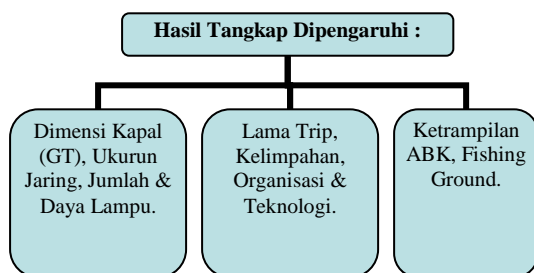 Hasil Tangkap Dipengaruhi :
Dimensi Kapal
(GT), Ukurun
Jaring, Jumlah &
Daya Lampu.
Lama Trip,
Kelimpahan,
Organisasi &
Teknologi.
Ketrampilan
ABK, Fishing
Ground.